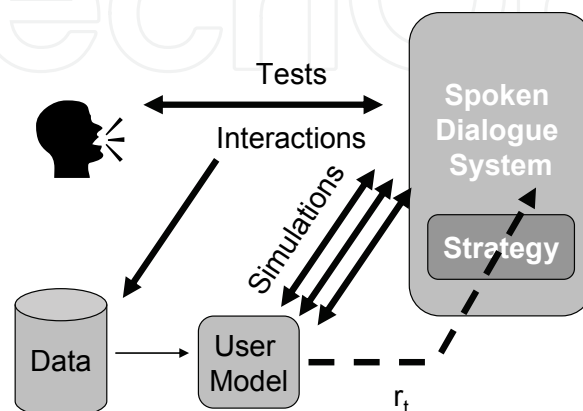 Tests
Interactions
Spoken
Dialogue
System
Simulations
Strategy
Data
User
Model
r_t